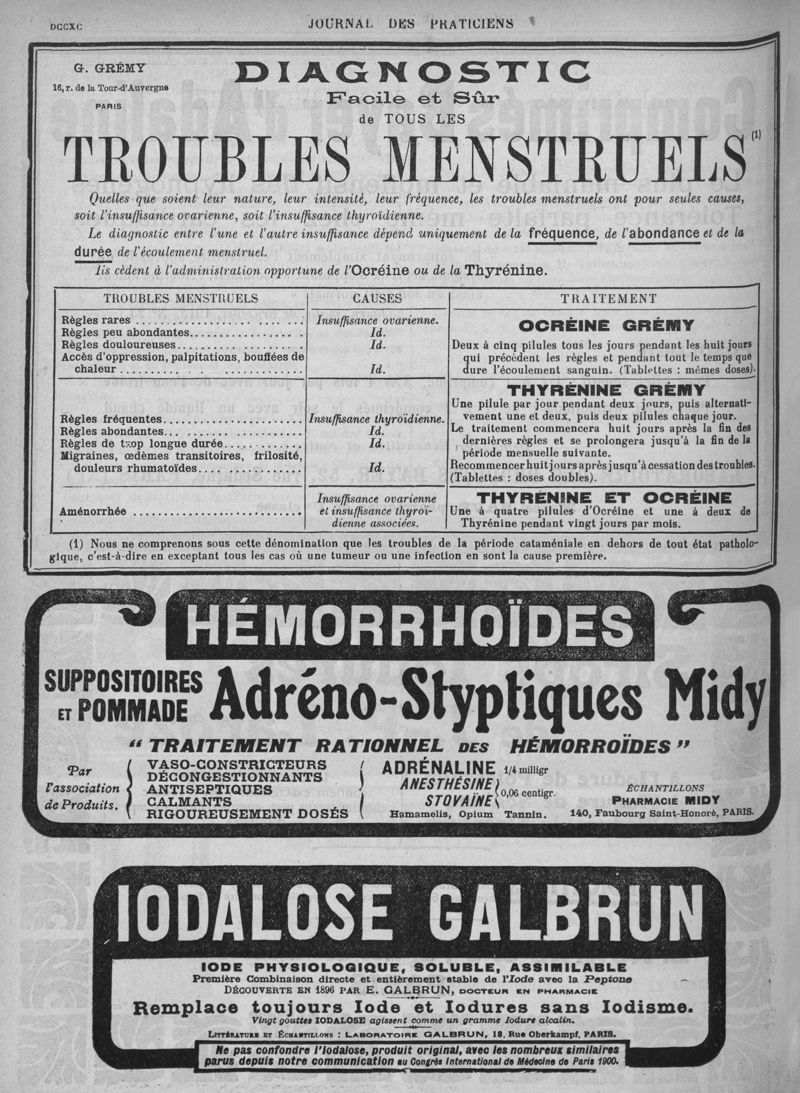 DCCXC
JOURNAL DES PRATICIENS
G. GRÉMY
16, r. de la Tour-d'Auvergne
PARIS
DIAGNOSTIC
Facile et Sûr
de TOUS LES
TROUBLES MENSTRUELS (1)
Quelles que soient leur nature, leur intensité, leur fréquence, les troubles menstruels ont pour seules causes,
soit l'insuffisance ovarienne, soit l'insuffisance thyroïdienne.
Le diagnostic entre l'une et l'autre insuffisance dépend uniquement de la fréquence, de l'abondance et de la
durée de l'écoulement menstruel.
Ils cèdent à l'administration opportune de l'Ocréine ou de la Thyrénine.
TROUBLES MENSTRUELS
CAUSES
TRAITEMENT
Règles rares .......................... Insuffisance ovarienne.
Règles peu abondantes.................. Id.
Règles douloureuses.................... Id.
Accès d'oppression, palpitations, bouffées de
chaleur ............................... Id.
OCRÉINE GRÉMY
Deux à cinq pilules tous les jours pendant les huit jours
qui précèdent les règles et pendant tout le temps que
dure l'écoulement sanguin. (Tablettes : mêmes doses).
Règles fréquentes...................... Insuffisance thyroïdienne.
Règles abondantes...................... Id.
Règles de trop longue durée............ Id.
Migraines, œdèmes transitoires, frilosité,
douleurs rhumatoïdes................... Id.
THYRÉNINE GRÉMY
Une pilule par jour pendant deux jours, puis alternati-
vement une et deux, puis deux pilules chaque jour.
Le traitement commencera huit jours après la fin des
dernières règles et se prolongera jusqu'à la fin de la
période mensuelle suivante.
Recommencer huit jours après jusqu'à cessation des troubles.
(Tablettes : doses doubles).
Aménorrhée ............................
Insuffisance ovarienne
et insuffisance thyroï-
dienne associées.
THYRÉNINE ET OCRÉINE
Une à quatre pilules d'Ocréine et une à deux de
Thyrénine pendant vingt jours par mois.
(1) Nous ne comprenons sous cette dénomination que les troubles de la période cataméniale en dehors de tout état patholo-
gique, c'est-à-dire en exceptant tous les cas où une tumeur ou une infection en sont la cause première.
HÉMORRHOÏDES
SUPPOSITOIRES
ET POMMADE
Adréno-Styptiques Midy
“ TRAITEMENT RATIONNEL DES HÉMORROÏDES ”
Par
l'association
de Produits.
VASO-CONSTRICTEURS
DÉCONGESTIONNANTS
ANTISEPTIQUES
CALMANTS
RIGOUREUSEMENT DOSÉS
ADRÉNALINE 1/4 milligr
ANESTHÉSINE
STOVAÏNE
0,06 centigr.
Hamamelis, Opium Tannin.
ÉCHANTILLONS
PHARMACIE MIDY
140, Faubourg Saint-Honoré, PARIS.
IODALOSE GALBRUN
IODE PHYSIOLOGIQUE, SOLUBLE, ASSIMILABLE
Première Combinaison directe et entièrement stable de l'Iode avec la Peptone
DÉCOUVERTE EN 1896 PAR E. GALBRUN, DOCTEUR EN PHARMACIE
Remplace toujours Iode et Iodures sans Iodisme.
Vingt gouttes IODALOSE agissent comme un gramme Iodure alcalin.
LITTÉRATURE ET ÉCHANTILLONS : LABORATOIRE GALBRUN, 18, Rue Oberkampf, PARIS.
Ne pas confondre l'Iodalose, produit original, avec les nombreux similaires
parus depuis notre communication au Congrès International de Médecine de Paris 1900.